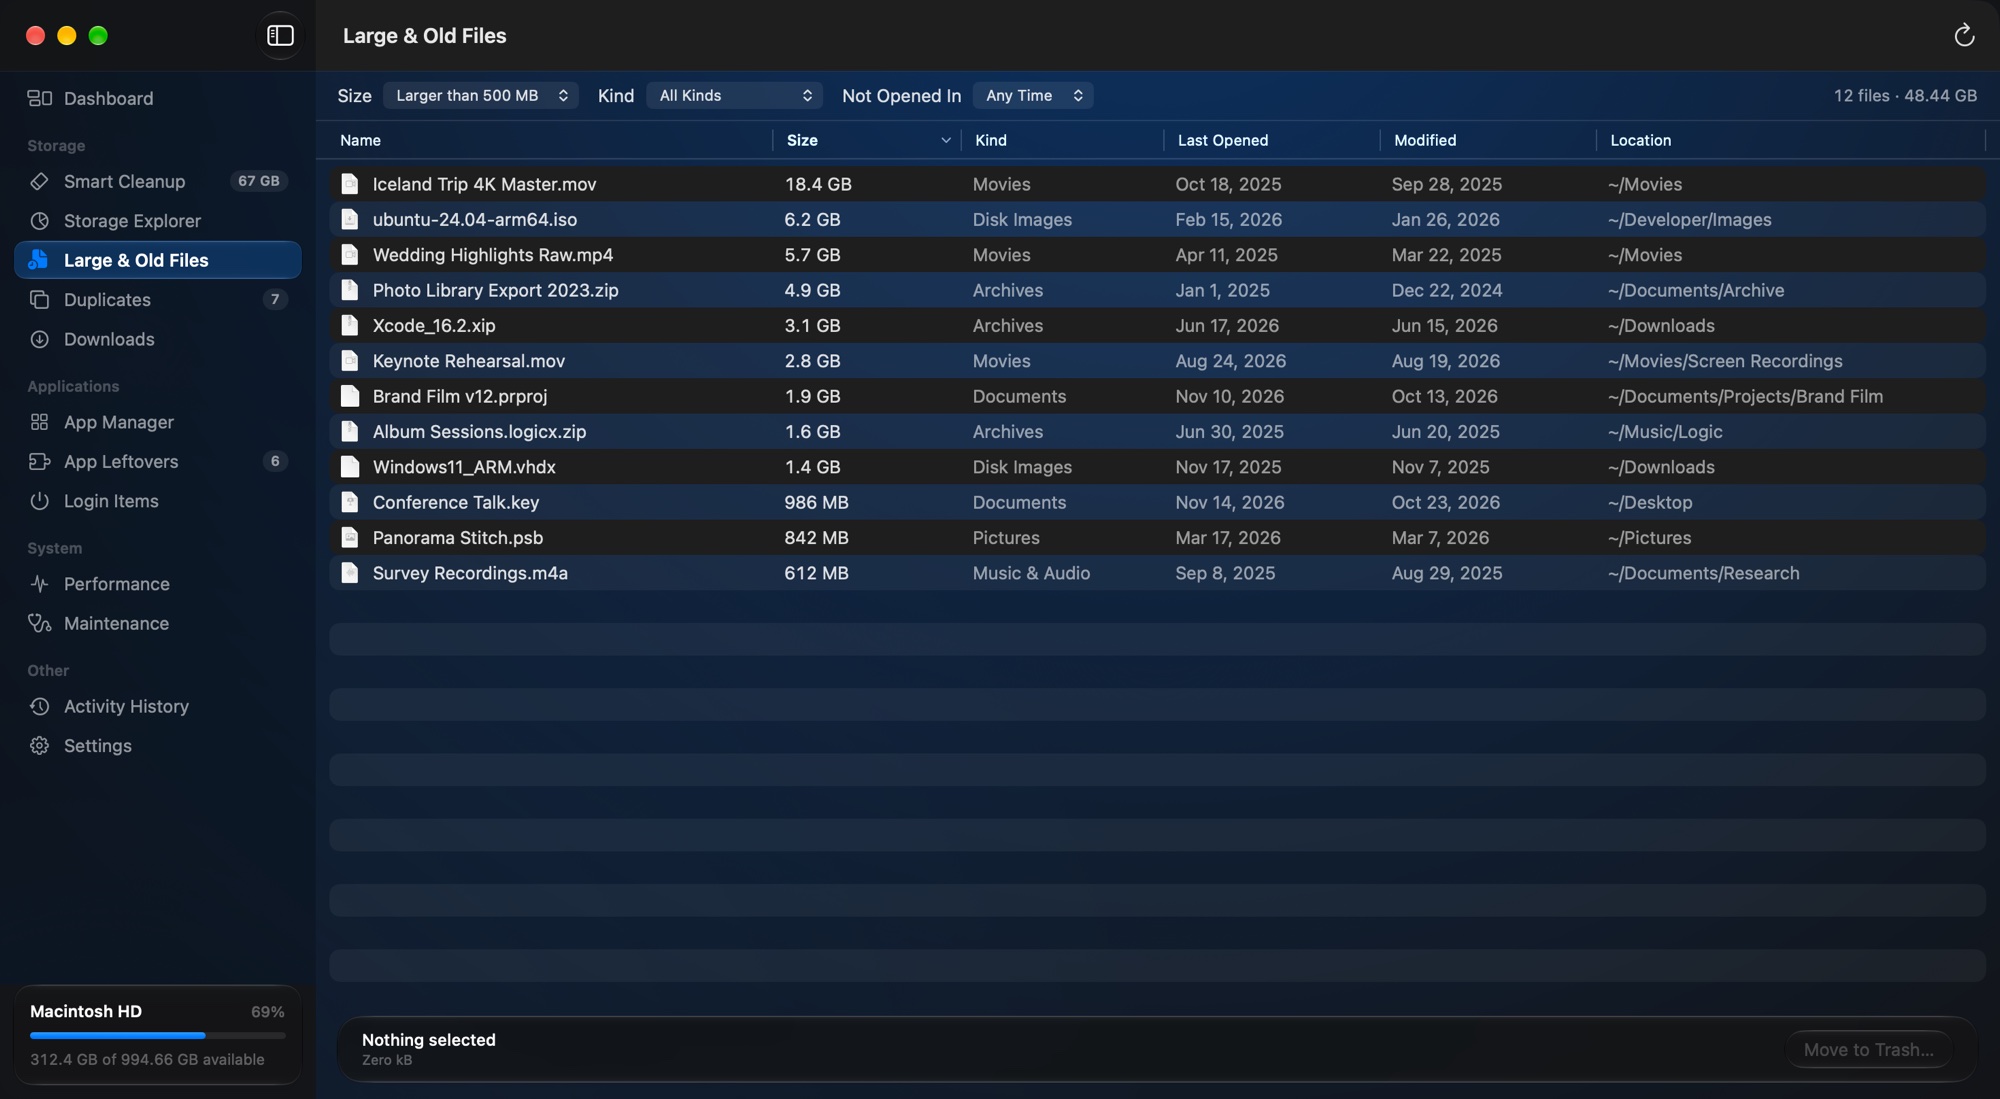 Large & Old Files
Dashboard
Storage
Smart Cleanup 67 GB
Storage Explorer
Large & Old Files
Duplicates 7
Downloads
Applications
App Manager
App Leftovers 6
Login Items
System
Performance
Maintenance
Other
Activity History
Settings
Macintosh HD 69%
312.4 GB of 994.66 GB available
Size Larger than 500 MB Kind All Kinds Not Opened In Any Time 12 files · 48.44 GB
Name Size Kind Last Opened Modified Location
Iceland Trip 4K Master.mov 18.4 GB Movies Oct 18, 2025 Sep 28, 2025 ~/Movies
ubuntu-24.04-arm64.iso 6.2 GB Disk Images Feb 15, 2026 Jan 26, 2026 ~/Developer/Images
Wedding Highlights Raw.mp4 5.7 GB Movies Apr 11, 2025 Mar 22, 2025 ~/Movies
Photo Library Export 2023.zip 4.9 GB Archives Jan 1, 2025 Dec 22, 2024 ~/Documents/Archive
Xcode_16.2.xip 3.1 GB Archives Jun 17, 2026 Jun 15, 2026 ~/Downloads
Keynote Rehearsal.mov 2.8 GB Movies Aug 24, 2026 Aug 19, 2026 ~/Movies/Screen Recordings
Brand Film v12.prproj 1.9 GB Documents Nov 10, 2026 Oct 13, 2026 ~/Documents/Projects/Brand Film
Album Sessions.logicx.zip 1.6 GB Archives Jun 30, 2025 Jun 20, 2025 ~/Music/Logic
Windows11_ARM.vhdx 1.4 GB Disk Images Nov 17, 2025 Nov 7, 2025 ~/Downloads
Conference Talk.key 986 MB Documents Nov 14, 2026 Oct 23, 2026 ~/Desktop
Panorama Stitch.psb 842 MB Pictures Mar 17, 2026 Mar 7, 2026 ~/Pictures
Survey Recordings.m4a 612 MB Music & Audio Sep 8, 2025 Aug 29, 2025 ~/Documents/Research
Nothing selected
Zero kB
Move to Trash...